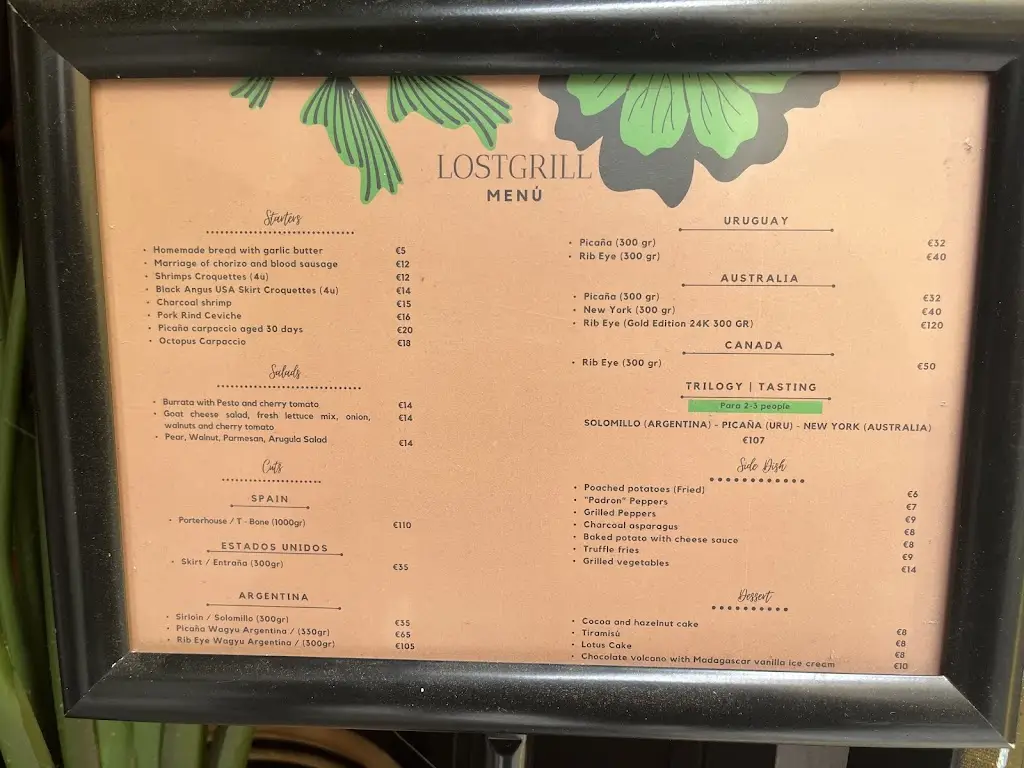 LOSTGRILL
MENÚ
Starters
• Homemade bread with garlic butter €5
• Marriage of chorizo and blood sausage €12
• Shrimps Croquettes (4u) €12
• Black Angus USA Skirt Croquettes (4u) €14
• Charcoal shrimp €15
• Pork Rind Ceviche €16
• Picaña carpaccio aged 30 days €20
• Octopus Carpaccio €18
Salads
• Burrata with Pesto and cherry tomato €14
• Goat cheese salad, fresh lettuce mix, onion, €14
walnuts and cherry tomato
• Pear, Walnut, Parmesan, Arugula Salad €14
Cuts
SPAIN
• Porterhouse / T - Bone (1000gr) €110
ESTADOS UNIDOS
• Skirt / Entraña (300gr) €35
ARGENTINA
• Sirloin / Solomillo (300gr) €35
• Picaña Wagyu Argentina / (330gr) €65
• Rib Eye Wagyu Argentina / (300gr) €105
URUGUAY
• Picaña (300 gr) €32
• Rib Eye (300 gr) €40
AUSTRALIA
• Picaña (300 gr) €32
• New York (300 gr) €40
• Rib Eye (Gold Edition 24K 300 GR) €120
CANADA
• Rib Eye (300 gr) €50
TRILOGY | TASTING
Para 2-3 people
SOLOMILLO (ARGENTINA) - PICAÑA (URU) - NEW YORK (AUSTRALIA)
€107
Side Dish
• Poached potatoes (Fried) €6
• "Padron" Peppers €7
• Grilled Peppers €9
• Charcoal asparagus €8
• Baked potato with cheese sauce €8
• Truffle fries €9
• Grilled vegetables €14
Dessert
• Cocoa and hazelnut cake €8
• Tiramisú €8
• Lotus Cake €8
• Chocolate volcano with Madagascar vanilla ice cream €10